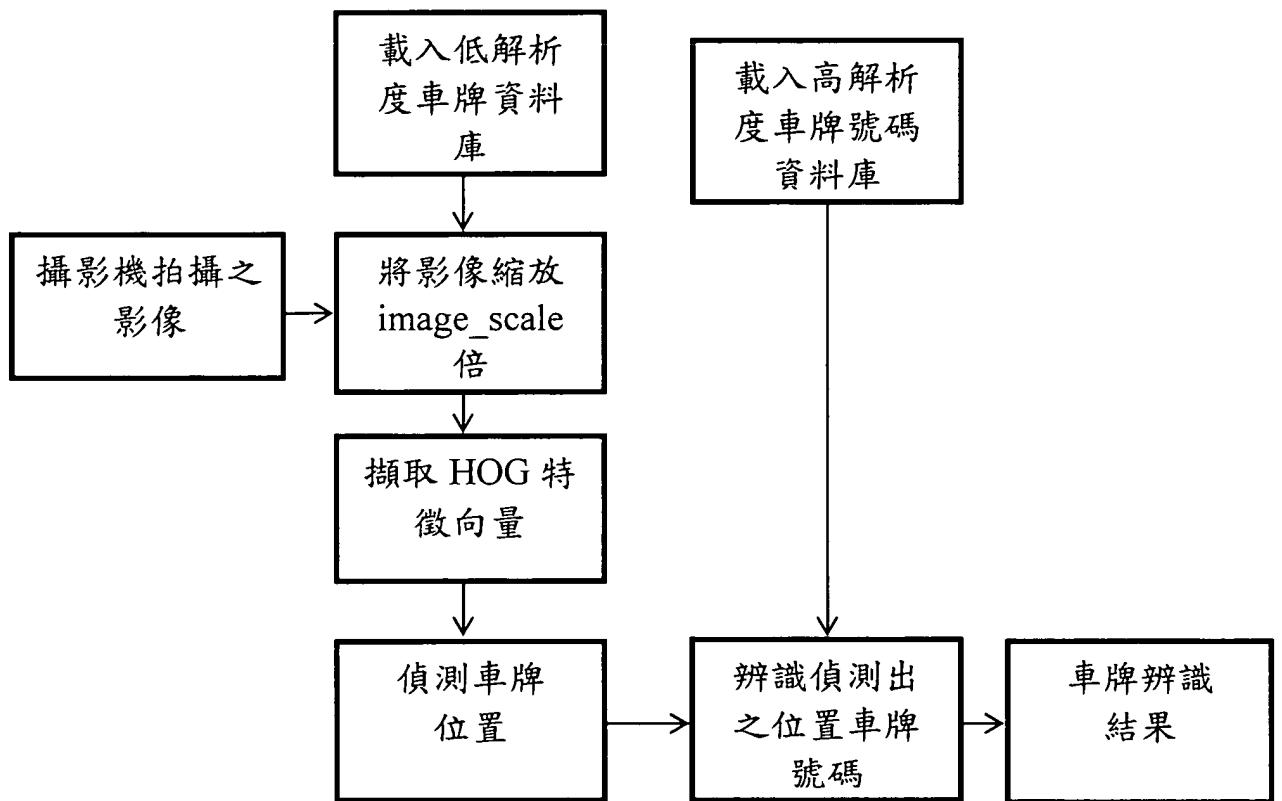 載入低解析
度車牌資料
庫
載入高解析
度車牌號碼
資料庫
攝影機拍攝之
影像
將影像縮放
image_scale
倍
擷取 HOG 特
徵向量
偵測車牌
位置
辨識偵測出
之位置車牌
號碼
車牌辨識
結果